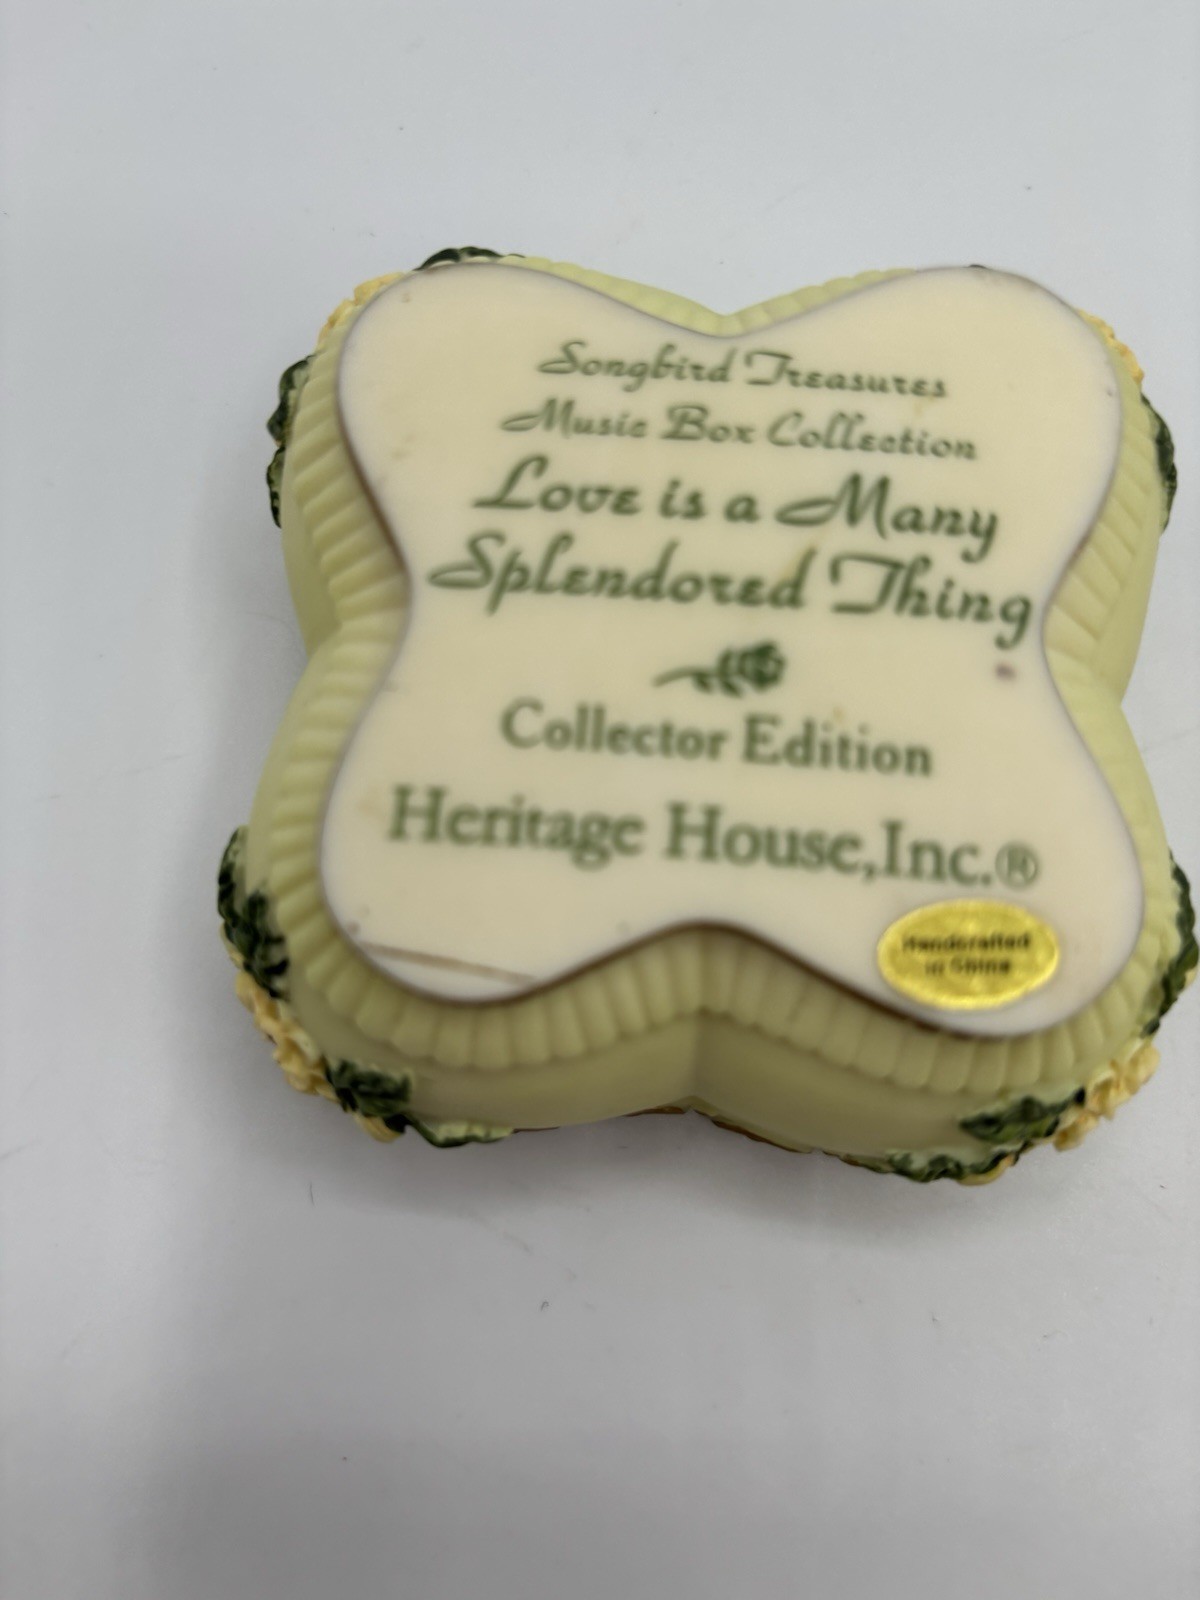 Songbird Treasures
Music Box Collection
Love is a Many
Splendored Thing
Collector Edition
Heritage House,Inc.®
Handcrafted
in China